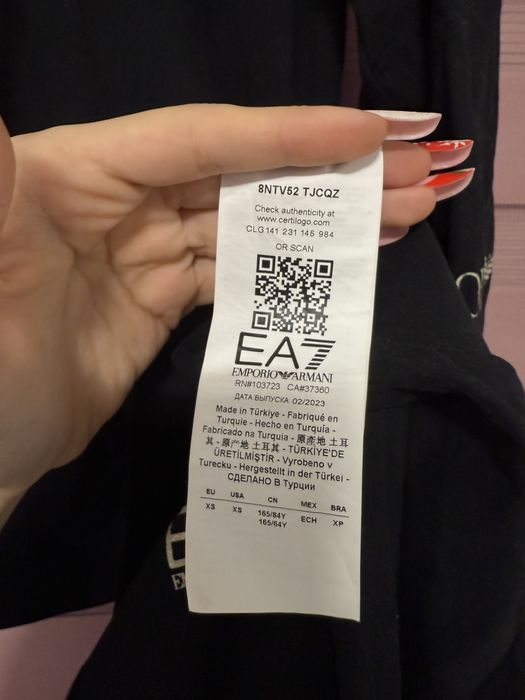 8NTV52 TJCQZ
Check authenticity at
www.certilogo.com
CLG141 231 145 984
OR SCAN
EA7
EMPORIO ARMANI
RN#103723 CA#37360
ДАТА ВЫПУСКА 02/2023
Made in Türkiye - Fabriqué en
Turquie - Hecho en Turquía -
Fabricado na Turquia - 原產地 土耳
其 - 原产地 土耳其 - TÜRKİYE'DE
ÜRETİLMİŞTİR - Vyrobeno v
Turecku - Hergestellt in der Türkei -
СДЕЛАНО В Турции
EU USA CN MEX BRA
XS XS 165/84Y ECH XP
165/64Y